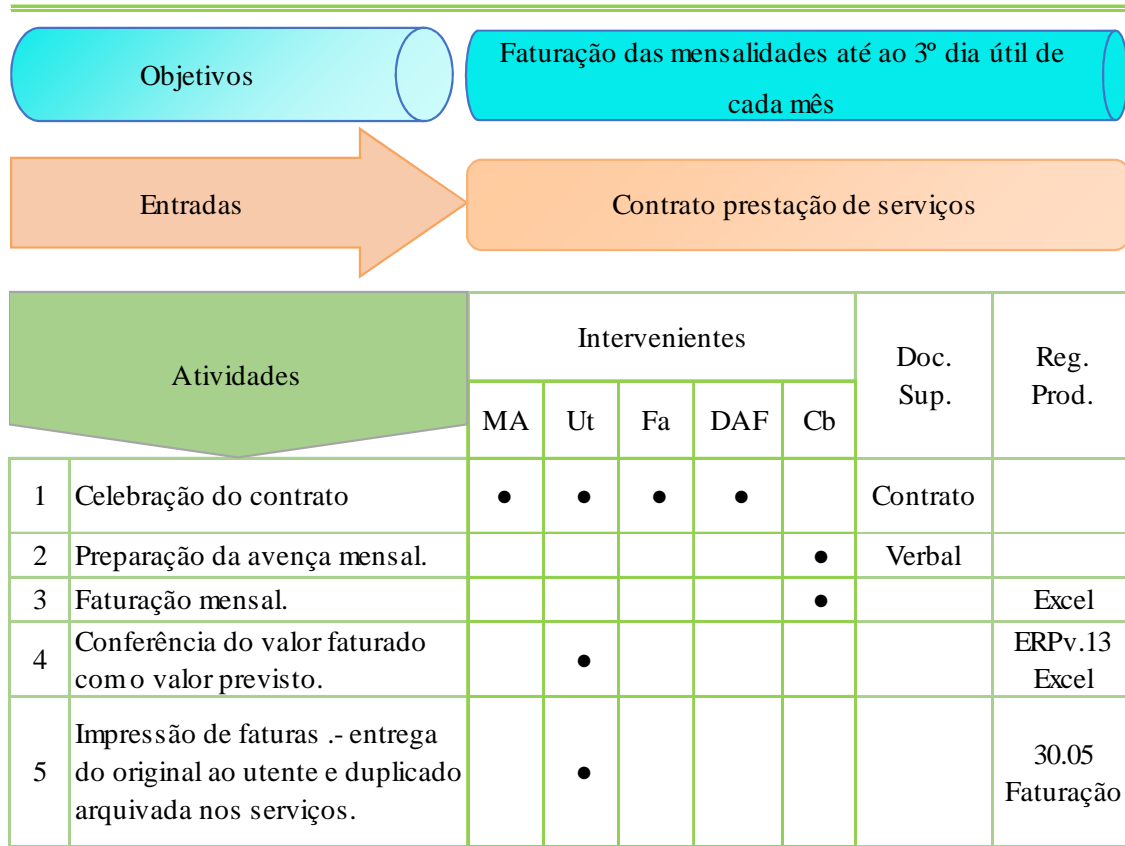 Objetivos
Faturação das mensalidades até ao 3º dia útil de
cada mês
Entradas
Contrato prestação de serviços
Atividades
Intervenientes
Doc.
Sup.
Reg.
Prod.
MA Ut Fa DAF Cb
1 Celebração do contrato ● ● ● ● Contrato
2 Preparação da avença mensal. ● Verbal
3 Faturação mensal. ● Excel
4 Conferência do valor faturado
com o valor previsto. ● ERPv.13
Excel
5 Impressão de faturas .- entrega
do original ao utente e duplicado
arquivada nos serviços. ● 30.05
Faturação